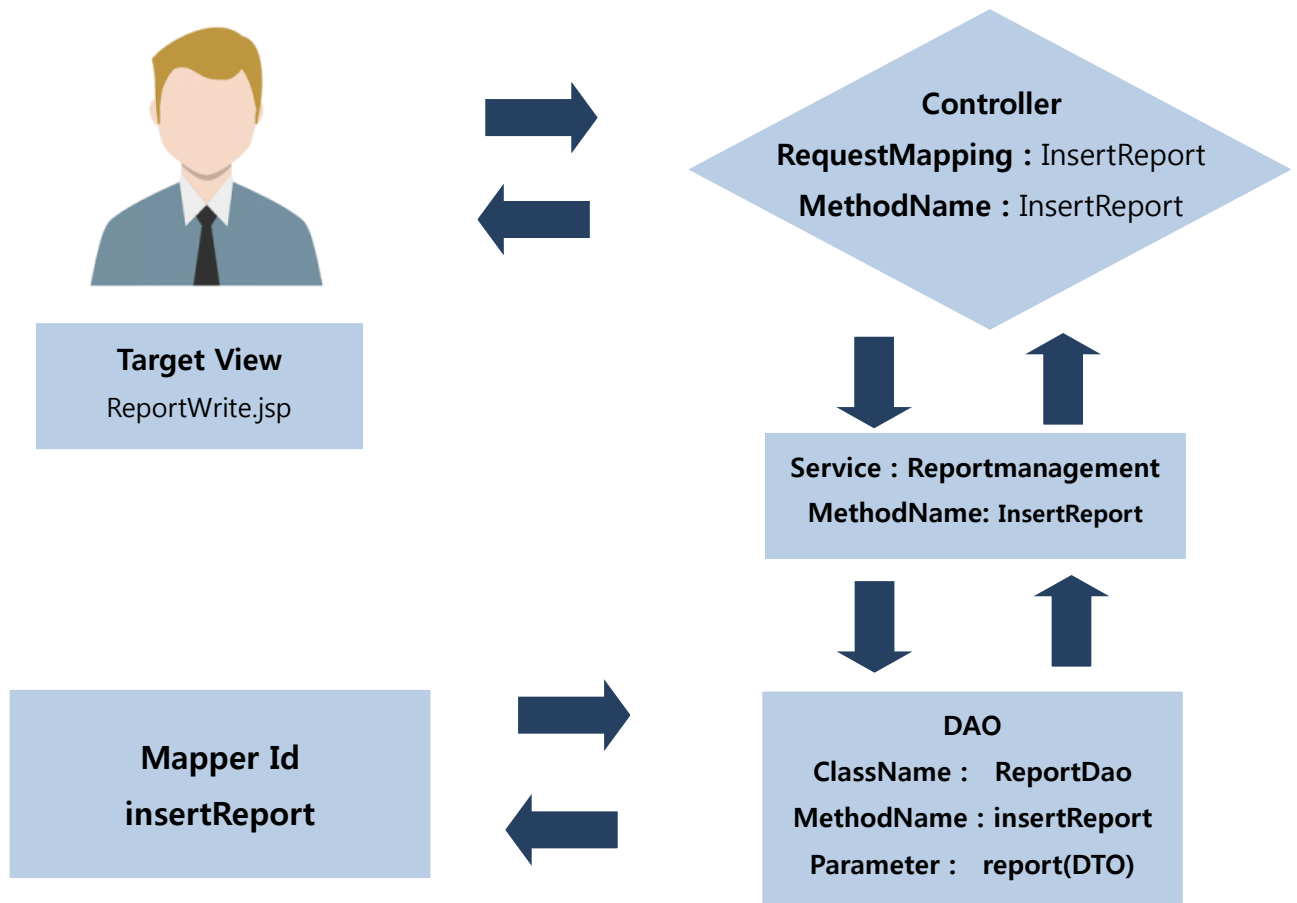 Controller
RequestMapping : InsertReport
MethodName : InsertReport
Target View
ReportWrite.jsp
Service : Reportmanagement
MethodName: InsertReport
Mapper Id
insertReport
DAO
ClassName : ReportDao
MethodName : insertReport
Parameter : report(DTO)